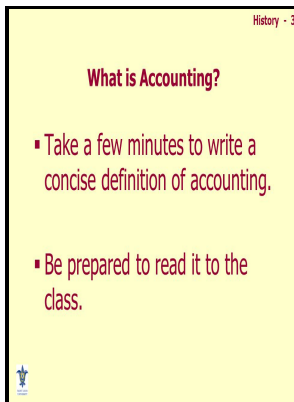 History - 3
What is Accounting?
▪ Take a few minutes to write a
concise definition of accounting.
▪ Be prepared to read it to the
class.